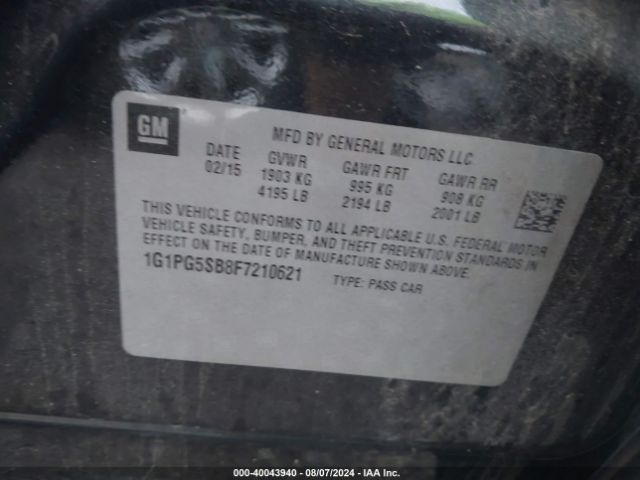 GM
MFD BY GENERAL MOTORS LLC
DATE GVWR GAWR FRT GAWR RR
02/15 1903 KG 995 KG 908 KG
4195 LB 2194 LB 2001 LB
THIS VEHICLE CONFORMS TO ALL APPLICABLE U.S. FEDERAL MOTOR
VEHICLE SAFETY, BUMPER, AND THEFT PREVENTION STANDARDS IN
EFFECT ON THE DATE OF MANUFACTURE SHOWN ABOVE.
1G1PG5SB8F7210621 TYPE: PASS CAR
000-40043940 - 08/07/2024 - IAA Inc.